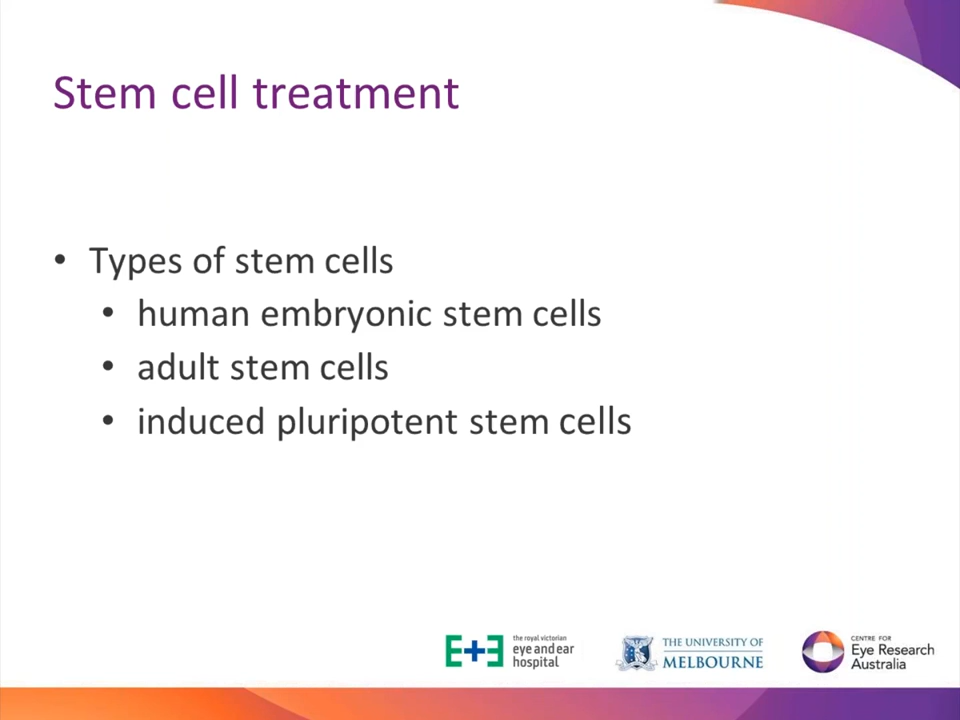 Stem cell treatment
• Types of stem cells
• human embryonic stem cells
• adult stem cells
• induced pluripotent stem cells
E+E
the royal victorian
eye and ear
hospital
THE UNIVERSITY OF
MELBOURNE
CENTRE FOR
Eye Research
Australia